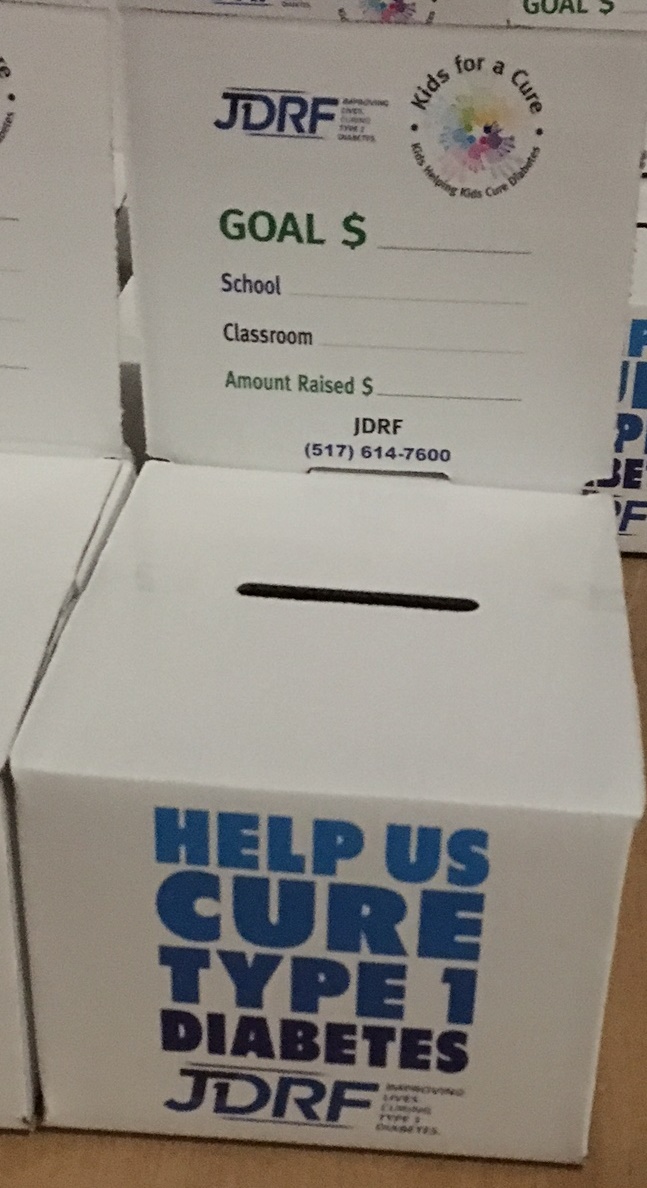 GOAL $
JDRF
IMPROVING
LIVES.
CURING
TYPE 1
DIABETES.
Kids for a Cure
Kids Helping Kids Cure Diabetes
GOAL $
School
Classroom
Amount Raised $
JDRF
(517) 614-7600
HELP US
CURE
TYPE 1
DIABETES
JDRF
IMPROVING
LIVES.
CURING
TYPE 1
DIABETES.